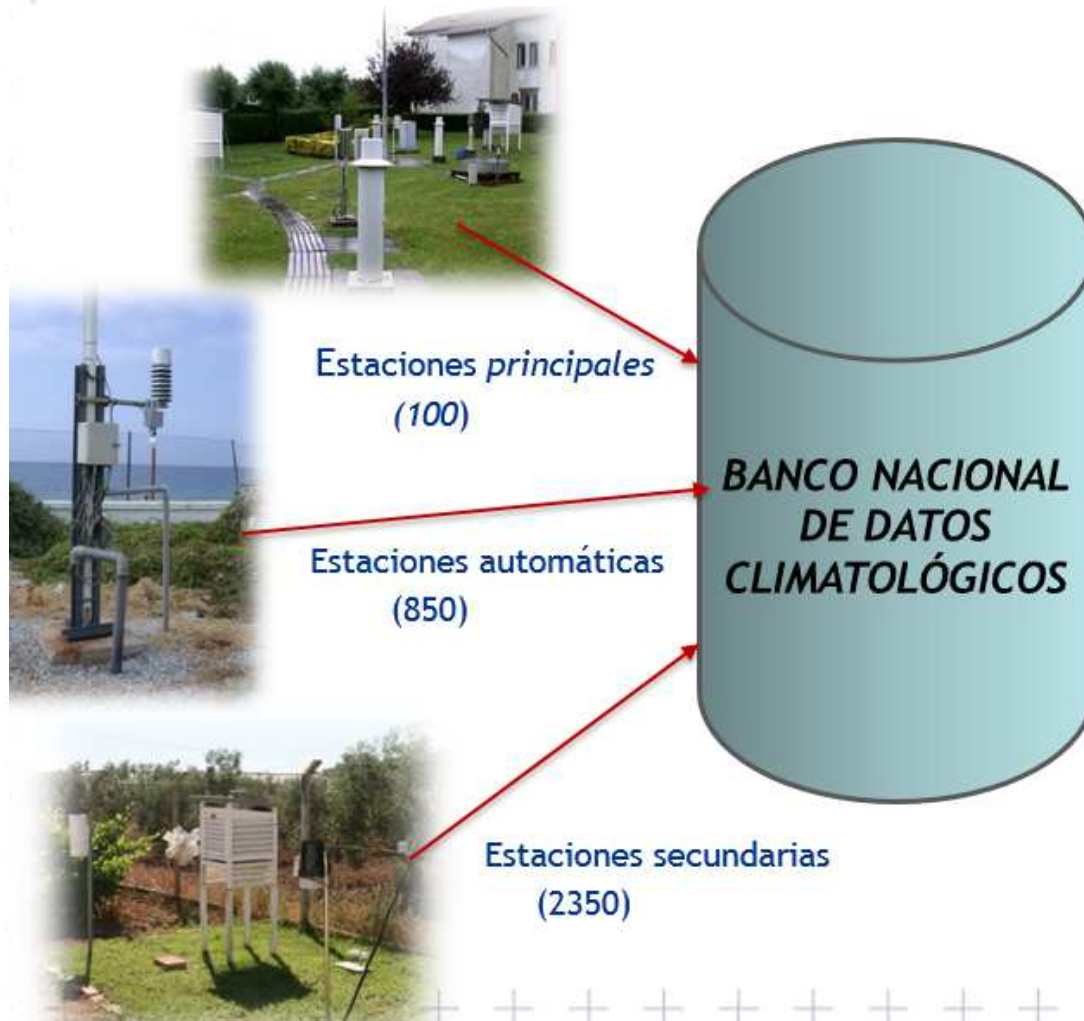 Estaciones principales
(100)
Estaciones automáticas
(850)
Estaciones secundarias
(2350)
BANCO NACIONAL
DE DATOS
CLIMATOLÓGICOS